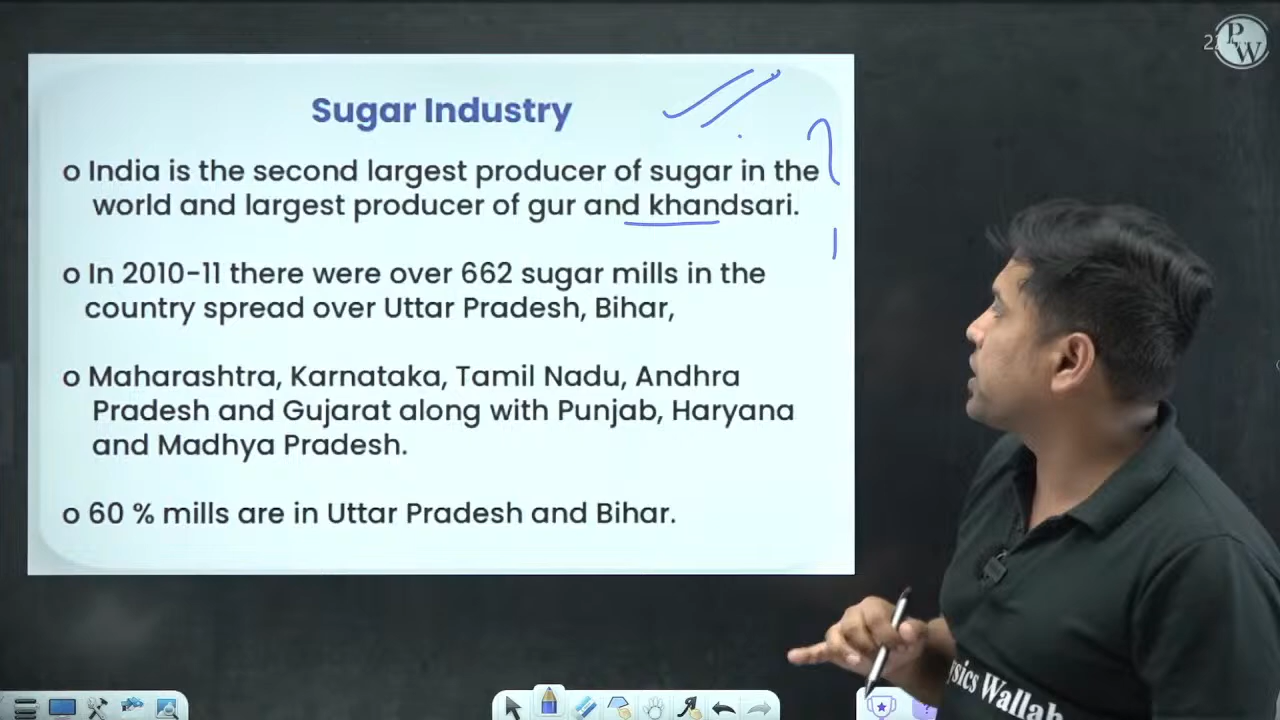 PW
Sugar Industry
o India is the second largest producer of sugar in the
world and largest producer of gur and khandsari.
o In 2010-11 there were over 662 sugar mills in the
country spread over Uttar Pradesh, Bihar,
o Maharashtra, Karnataka, Tamil Nadu, Andhra
Pradesh and Gujarat along with Punjab, Haryana
and Madhya Pradesh.
o 60 % mills are in Uttar Pradesh and Bihar.
ysics Wallah